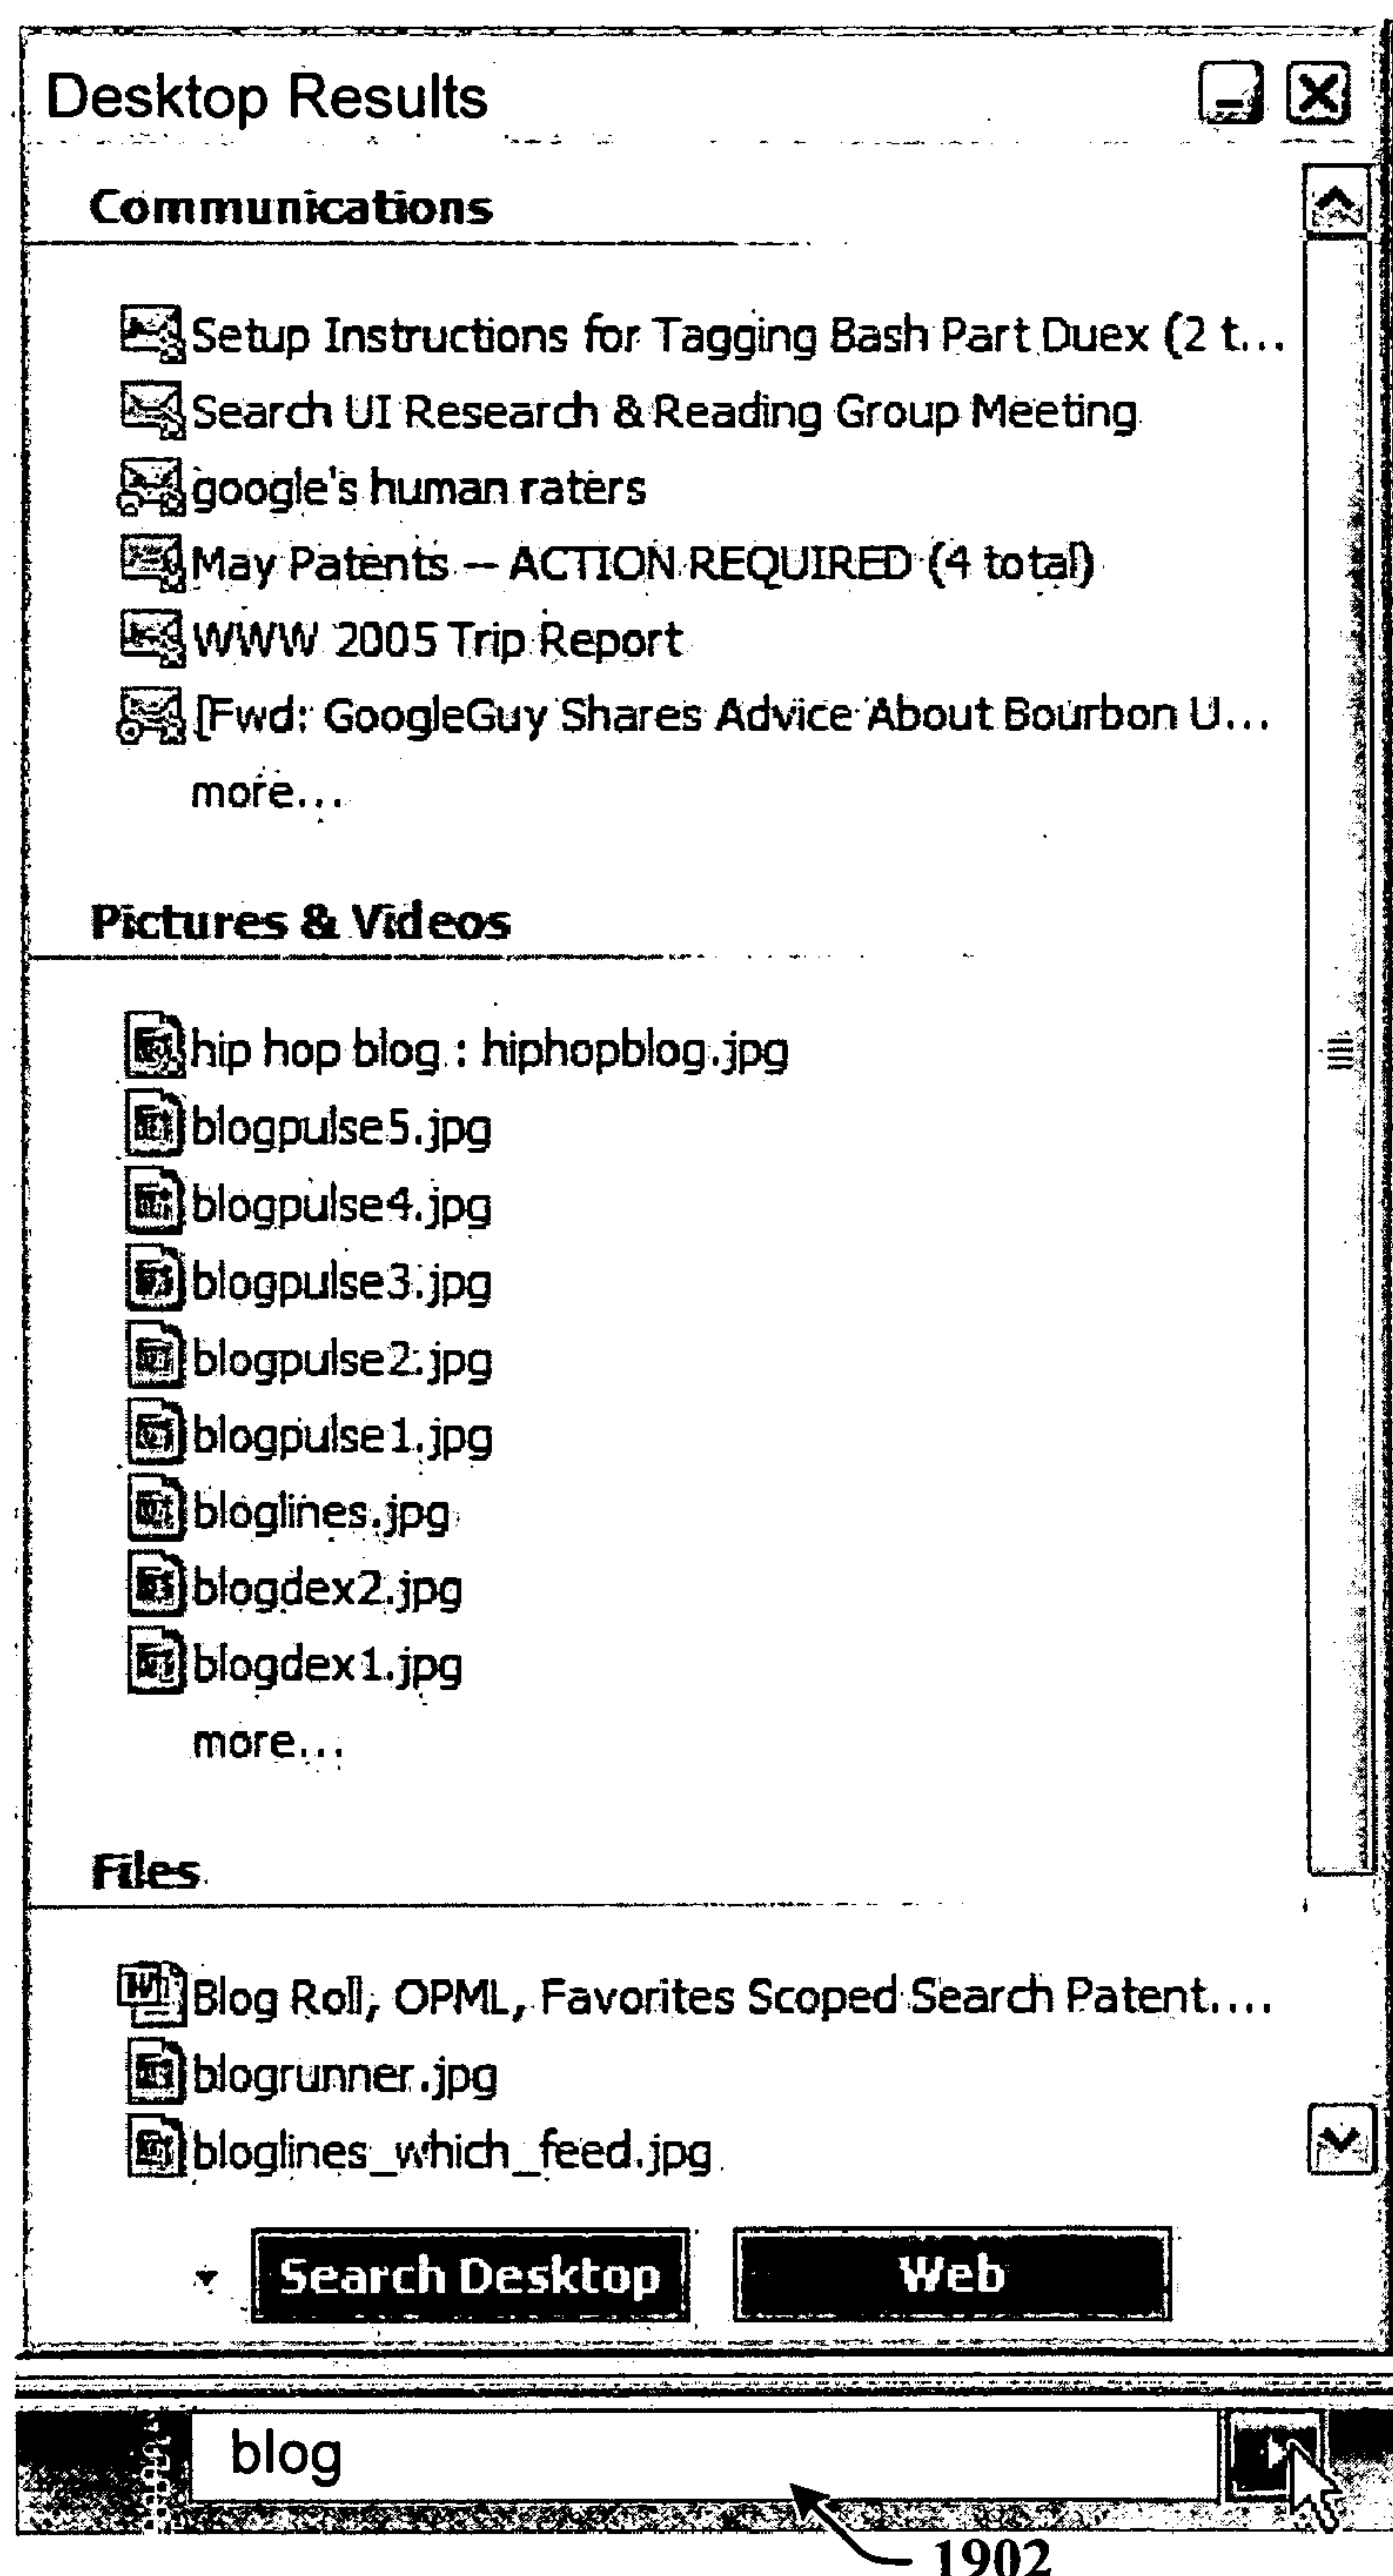 Desktop Results
Communications
Setup Instructions for Tagging Bash Part Duex (2 t...
Search UI Research & Reading Group Meeting
google's human raters
May Patents -- ACTION REQUIRED (4 total)
WWW 2005 Trip Report
[Fwd: GoogleGuy Shares Advice About Bourbon U...
more...
Pictures & Videos
hip hop blog : hiphopblog.jpg
blogpulse5.jpg
blogpulse4.jpg
blogpulse3.jpg
blogpulse2.jpg
blogpulse1.jpg
bloglines.jpg
blogdex2.jpg
blogdex1.jpg
more...
Files
Blog Roll, OPML, Favorites Scoped Search Patent....
blogrunner.jpg
bloglines_which_feed.jpg
Search Desktop Web
blog
1902